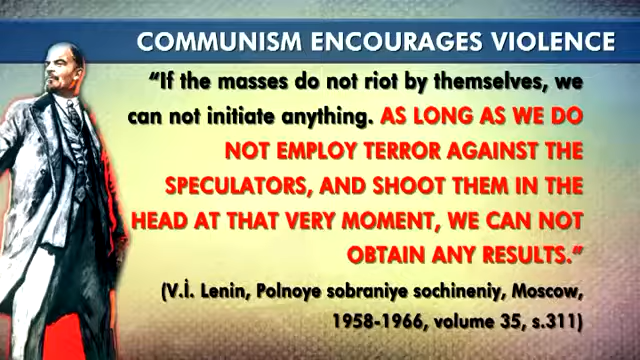 COMMUNISM ENCOURAGES VIOLENCE
“If the masses do not riot by themselves, we
can not initiate anything. AS LONG AS WE DO
NOT EMPLOY TERROR AGAINST THE
SPECULATORS, AND SHOOT THEM IN THE
HEAD AT THAT VERY MOMENT, WE CAN NOT
OBTAIN ANY RESULTS.”
(V.İ. Lenin, Polnoye sobraniye sochineniy, Moscow,
1958-1966, volume 35, s.311)